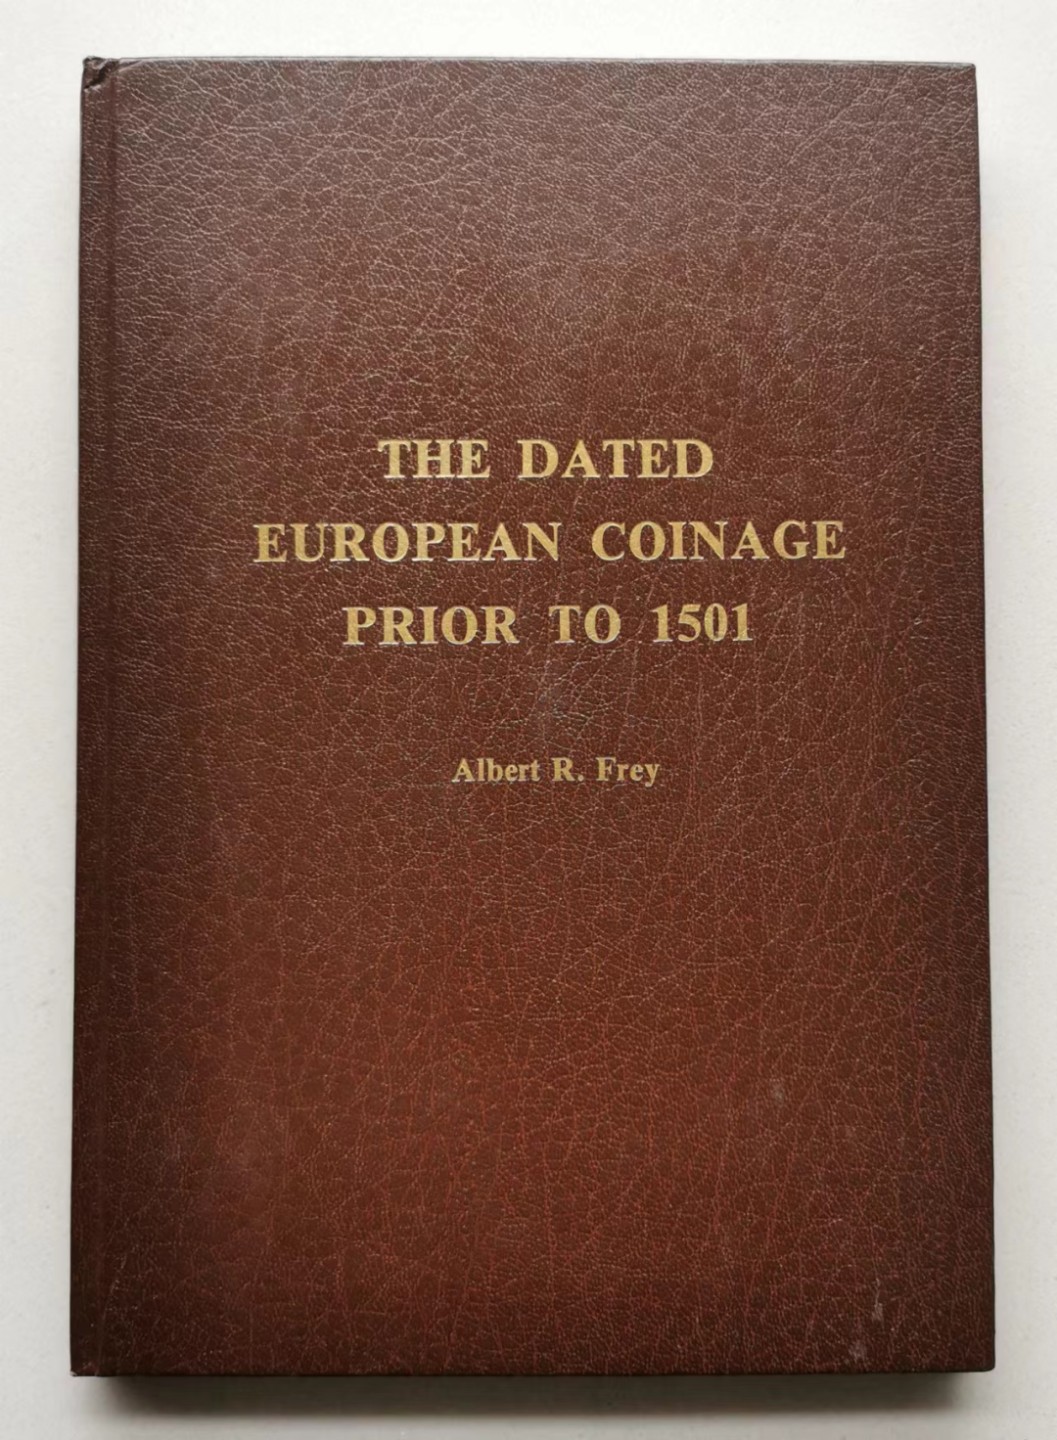 THE DATED
EUROPEAN COINAGE
PRIOR TO 1501
Albert R. Frey